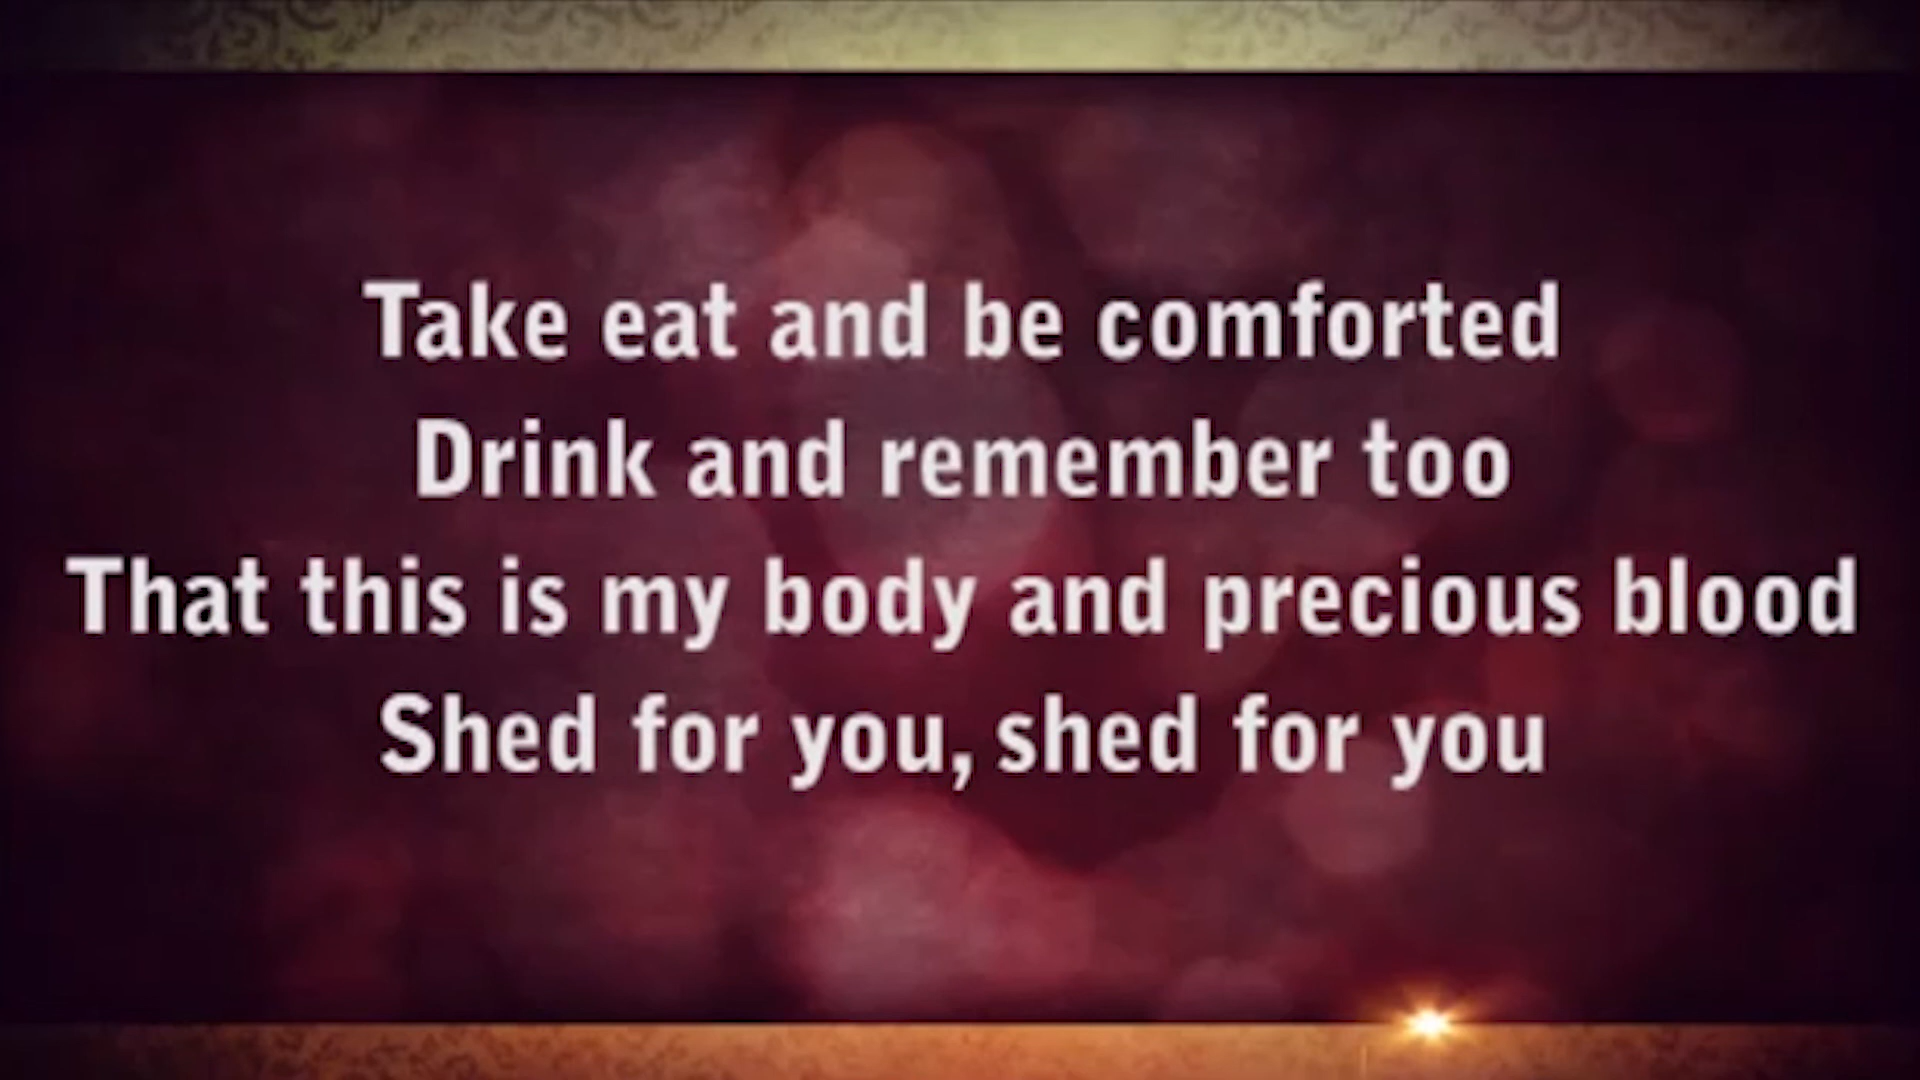 Take eat and be comforted
Drink and remember too
That this is my body and precious blood
Shed for you, shed for you